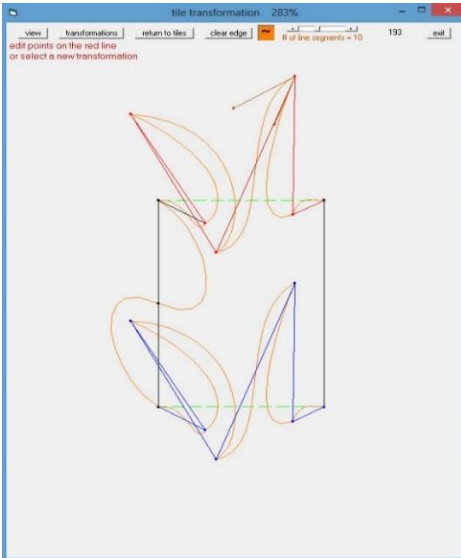 tile transformation 283%
view transformations return to tiles clear edge ~ # of line segments = 10 193 exit
edit points on the red line
or select a new transformation